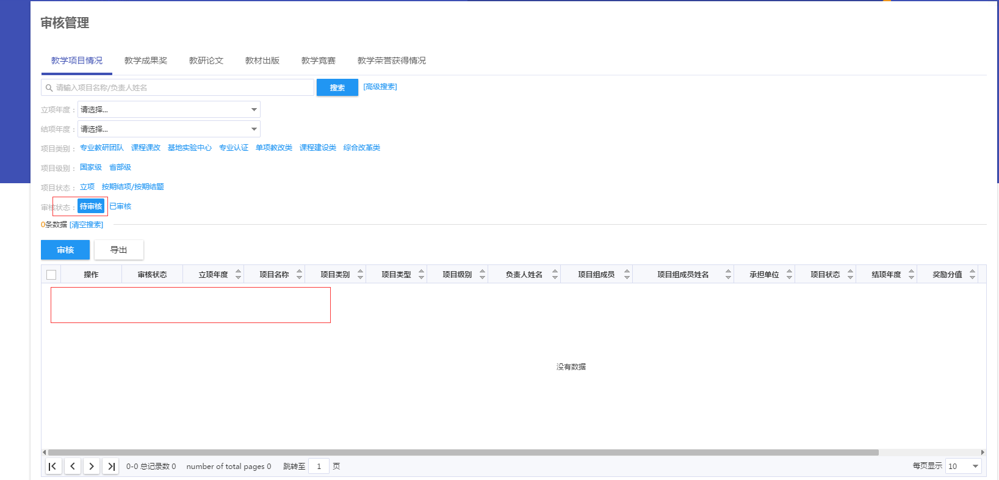 审核管理
教学项目情况 教学成果奖 教研论文 教材出版 教学竞赛 教学荣誉获得情况
请输入项目名称/负责人姓名 搜索 [高级搜索]
立项年度： 请选择...
结项年度： 请选择...
项目类别： 专业教研团队 课程课改 基地实验中心 专业认证 单项教改类 课程建设类 综合改革类
项目级别： 国家级 省部级
项目状态： 立项 按期结项/按期结题
审核状态： 待审核 已审核
0条数据 [清空搜索]
审核 导出
操作 审核状态 立项年度 项目名称 项目类别 项目类型 项目级别 负责人姓名 项目组成员 项目组成员姓名 承担单位 项目状态 结项年度 奖励分值
没有数据
0-0 总记录数 0 number of total pages 0 跳转至 1 页 每页显示 10